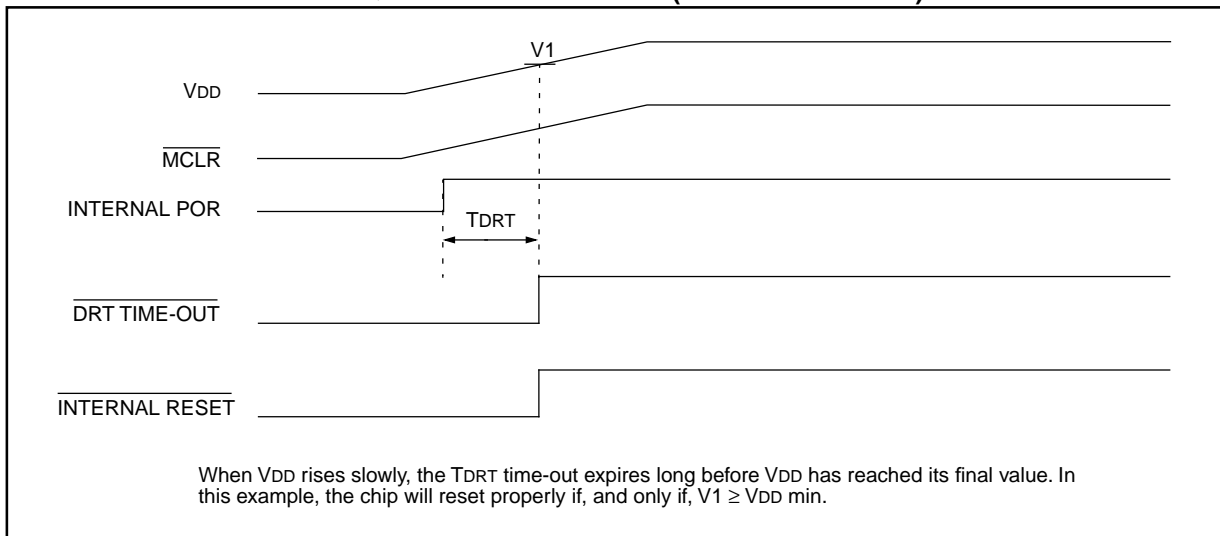 V1
VDD
MCLR
INTERNAL POR
TDRT
DRT TIME-OUT
INTERNAL RESET
When VDD rises slowly, the TDRT time-out expires long before VDD has reached its final value. In
this example, the chip will reset properly if, and only if, V1 ≥ VDD min.